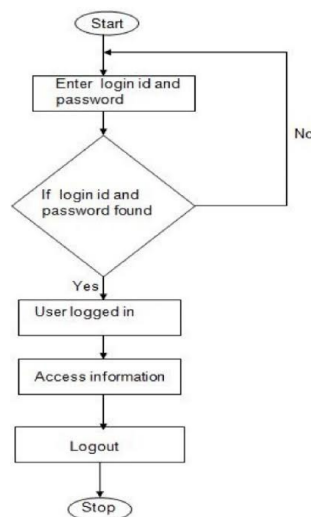 Start
Enter login id and
password
If login id and
password found
No
Yes
User logged in
Access information
Logout
Stop